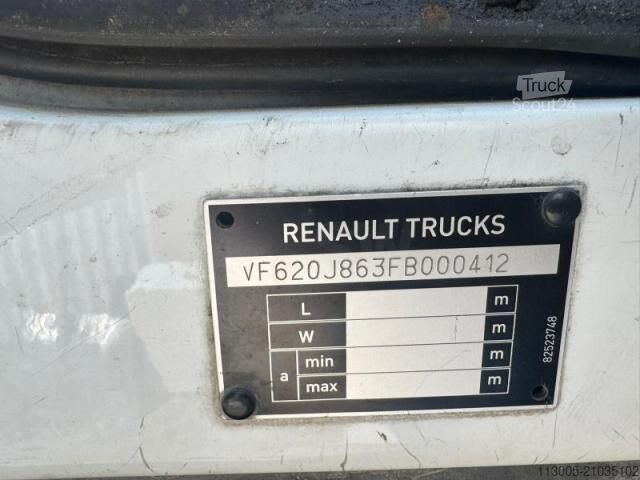 Truck
Scout24
RENAULT TRUCKS
VF620J863FB000412
L m
W m
a min m
max m
82523748
113005-21035102